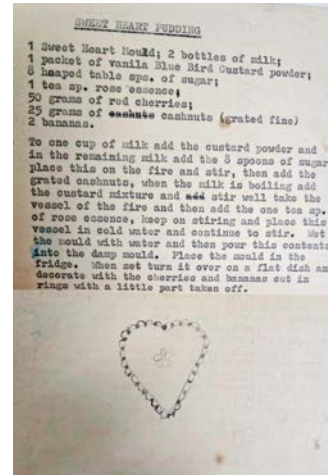 SWEET HEART PUDDING
1 Sweet Heart Mould; 2 bottles of milk;
1 packet of vanila Blue Bird Custard powder;
8 heaped table sps. of sugar;
1 tea sp. rose essence;
50 grams of red cherries;
25 grams of cashnuts cashnuts (grated fine)
2 bananas.
To one cup of milk add the custard powder and
in the remaining milk add the 8 spoons of sugar
place this on the fire and stir, then add the
grated cashnuts, when the milk is boiling add
the custard mixture and add stir well take the
vessel of the fire and then add the one tea sp.
of rose essence, keep on stiring and place this
vessel in cold water and continue to stir. Wet
the mould with water and then pour this contents
into the damp mould. Place the mould in the
fridge. When set turn it over on a flat dish an
decorate with the cherries and bananas cut in
rings with a little part taken off.